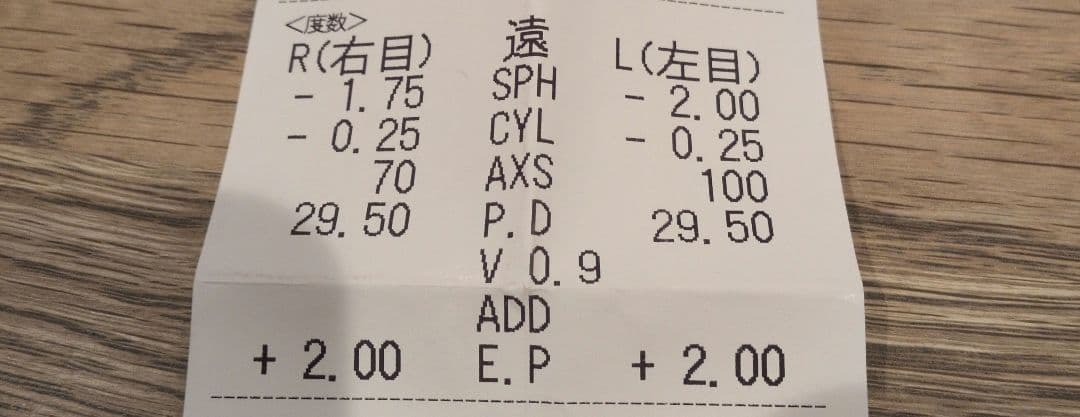 <度数>
R(右目) 遠 L(左目)
- 1.75 SPH - 2.00
- 0.25 CYL - 0.25
70 AXS 100
29.50 P.D 29.50
V 0.9
ADD
+ 2.00 E.P + 2.00